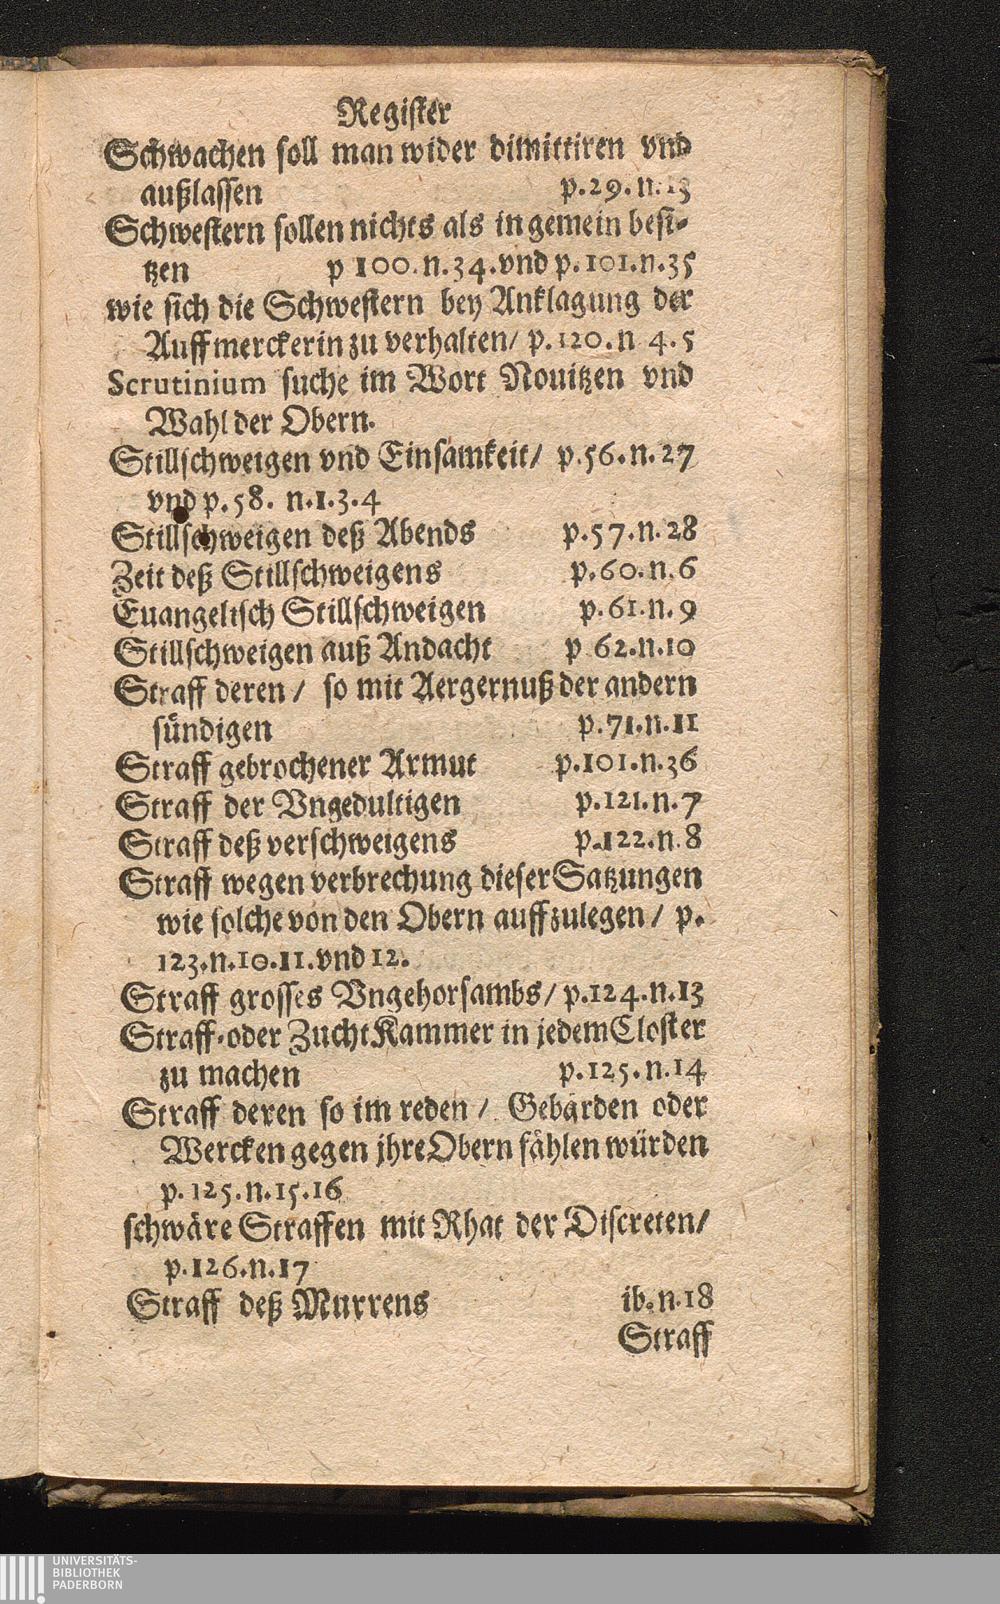 Register
Schwachen soll man wider dimittiren vnd
außlassen p.29.n.13
Schwestern sollen nichts als in gemein besi-
tzen p 100.n.34.vnd p.101.n.35
wie sich die Schwestern bey Anklagung der
Auffmerckerin zu verhalten/ p.120.n 4.5
Scrutinium suche im Wort Nouitzen vnd
Wahl der Obern.
Stillschweigen vnd Einsamkeit/ p.56.n.27
vnd p.58. n.1.3.4
Stillschweigen deß Abends p.57.n.28
Zeit deß Stillschweigens p.60.n.6
Euangelisch Stillschweigen p.61.n.9
Stillschweigen auß Andacht p 62.n.10
Straff deren / so mit Aergernuß der andern
sündigen p.71.n.11
Straff gebrochener Armut p.101.n.36
Straff der Vngedultigen p.121.n.7
Straff deß verschweigens p.122.n.8
Straff wegen verbrechung dieser Satzungen
wie solche von den Obern auffzulegen / p.
123.n.10.11.vnd 12.
Straff grosses Vngehorsambs/ p.124.n.13
Straff-oder Zucht Kammer in jedem Closter
zu machen p.125.n.14
Straff deren so im reden / Gebärden oder
Wercken gegen jhre Obern fählen würden
p.125.n.15.16
schwäre Straffen mit Rhat der Discreten/
p.126.n.17
Straff deß Murrens ib.n.18
Straff
UNIVERSITÄTS-
BIBLIOTHEK
PADERBORN